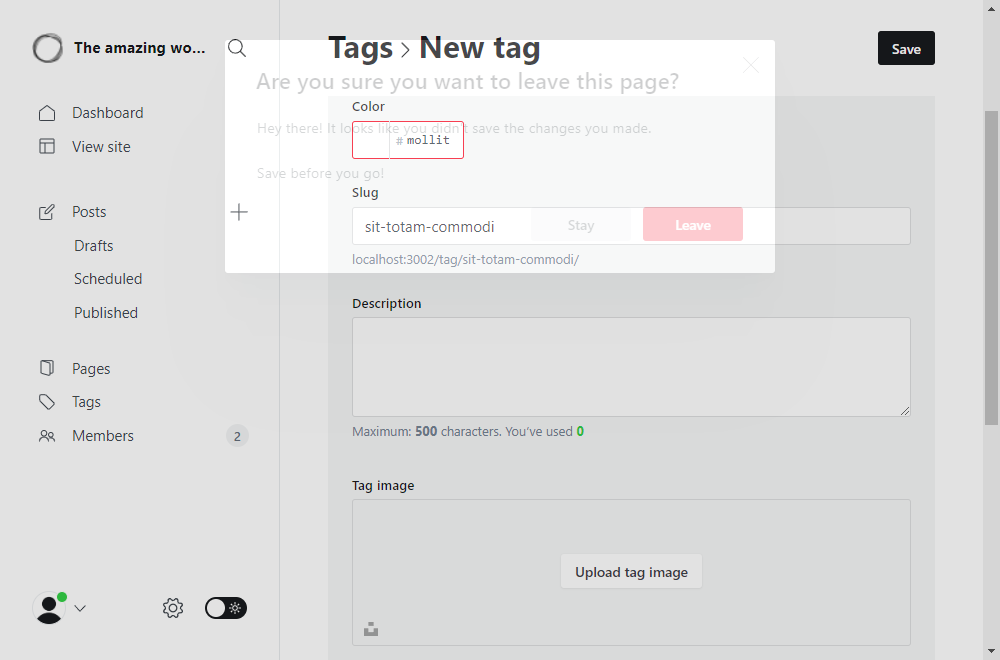 The amazing wo...
Dashboard
View site
Posts
Drafts
Scheduled
Published
Pages
Tags
Members
2
Tags
New tag
Save
Are you sure you want to leave this page?
Hey there! It looks like you didn't save the changes you made.
Save before you go!
Stay
Leave
Color
# mollit
Slug
sit-totam-commodi
localhost:3002/tag/sit-totam-commodi/
Description
Maximum: 500 characters. You've used 0
Tag image
Upload tag image